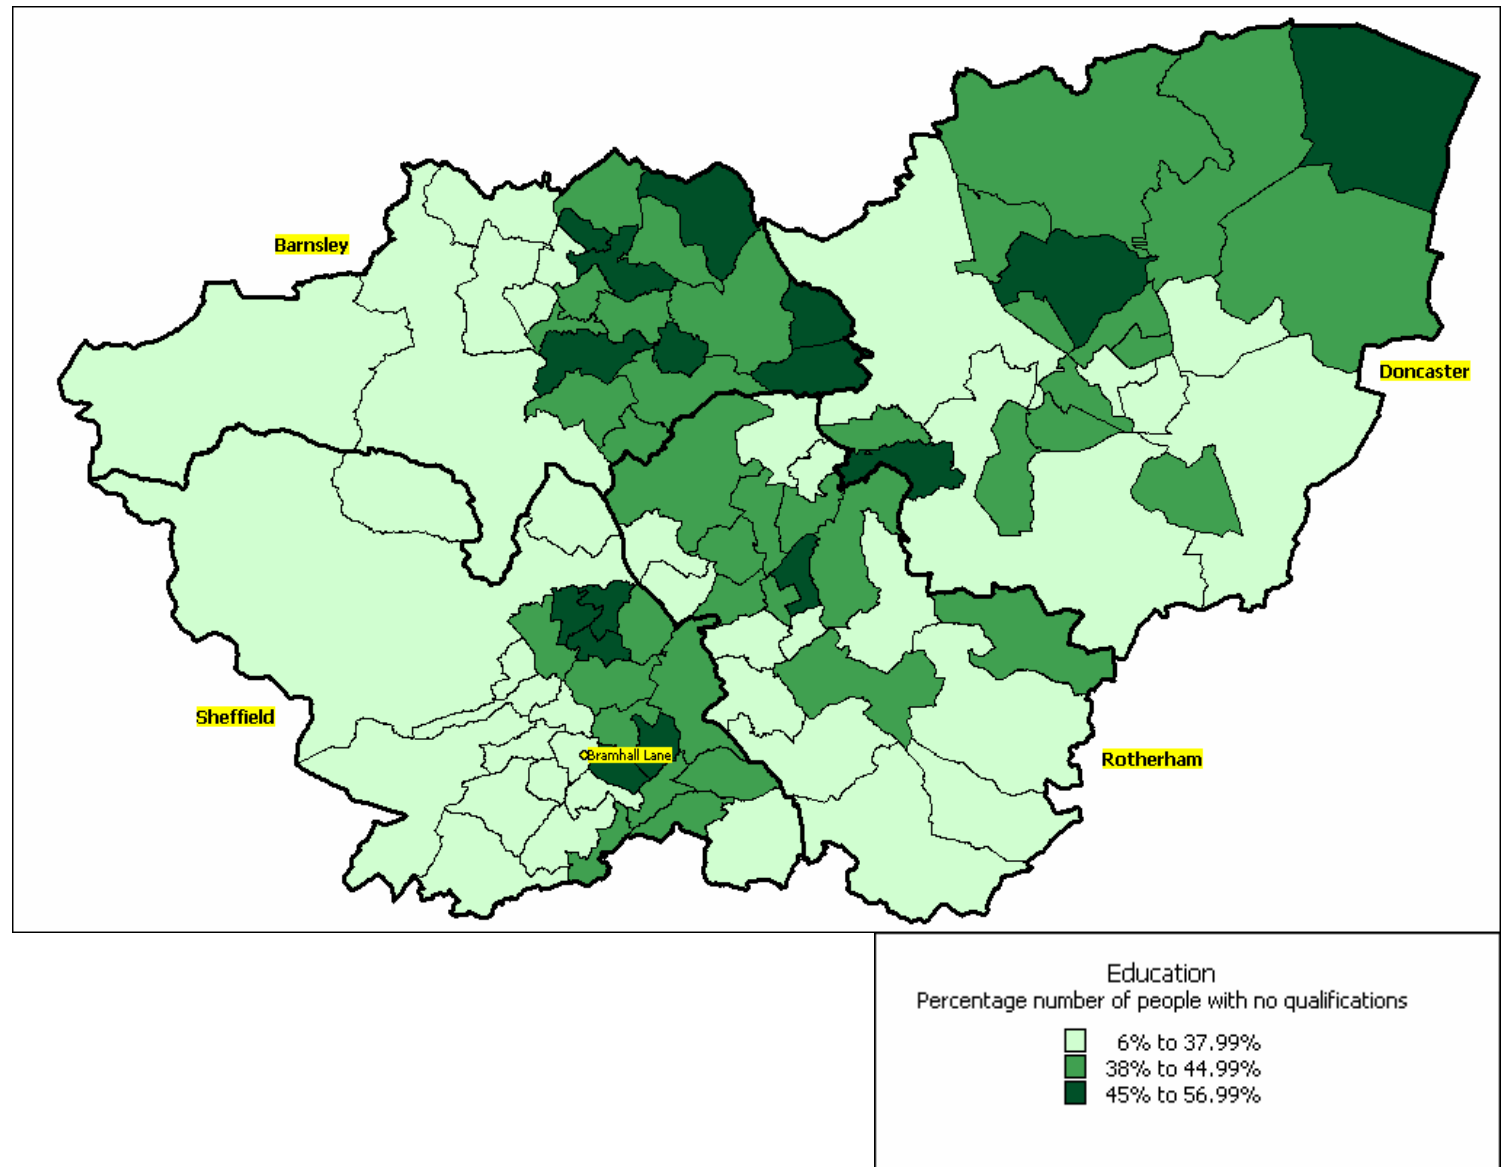 Barnsley
Doncaster
Sheffield
Bramhall Lane
Rotherham
Education
Percentage number of people with no qualifications
6% to 37.99%
38% to 44.99%
45% to 56.99%